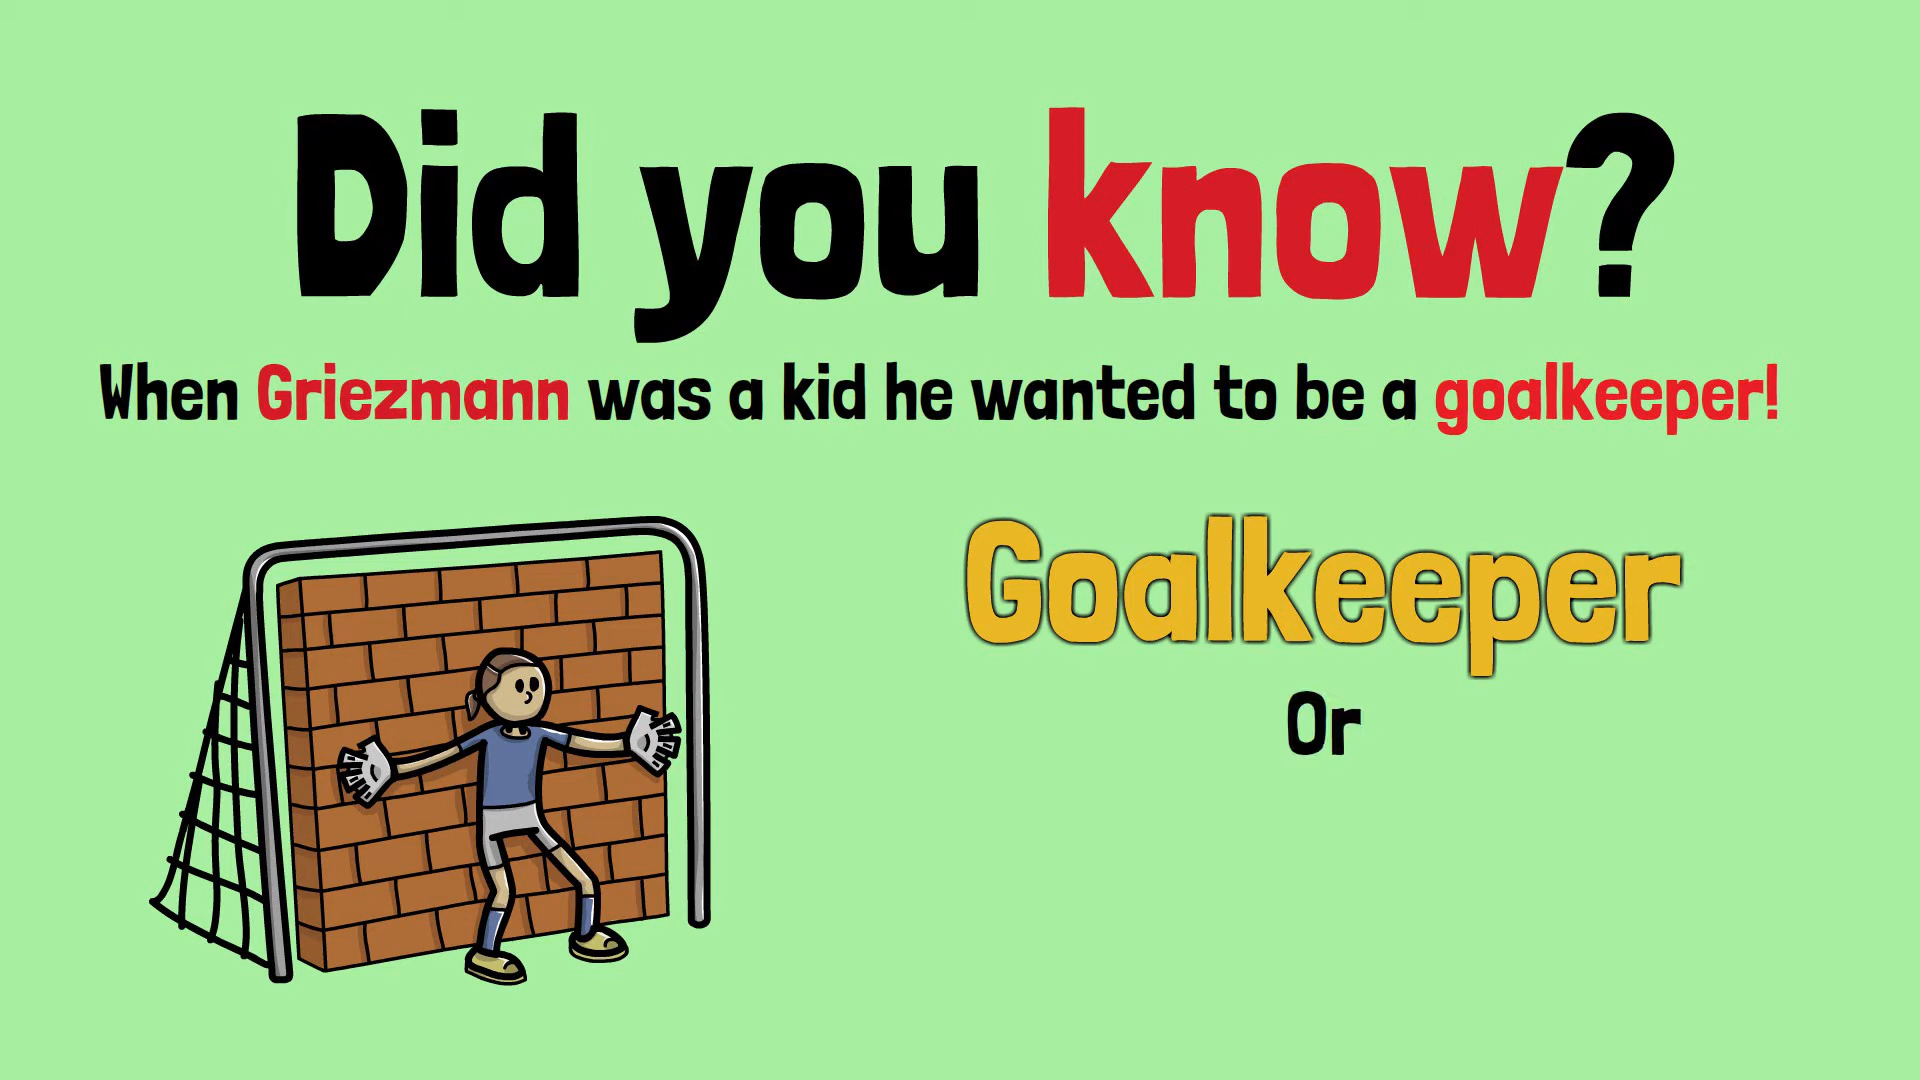 Did you know?
When Griezmann was a kid he wanted to be a goalkeeper!
Goalkeeper
Or